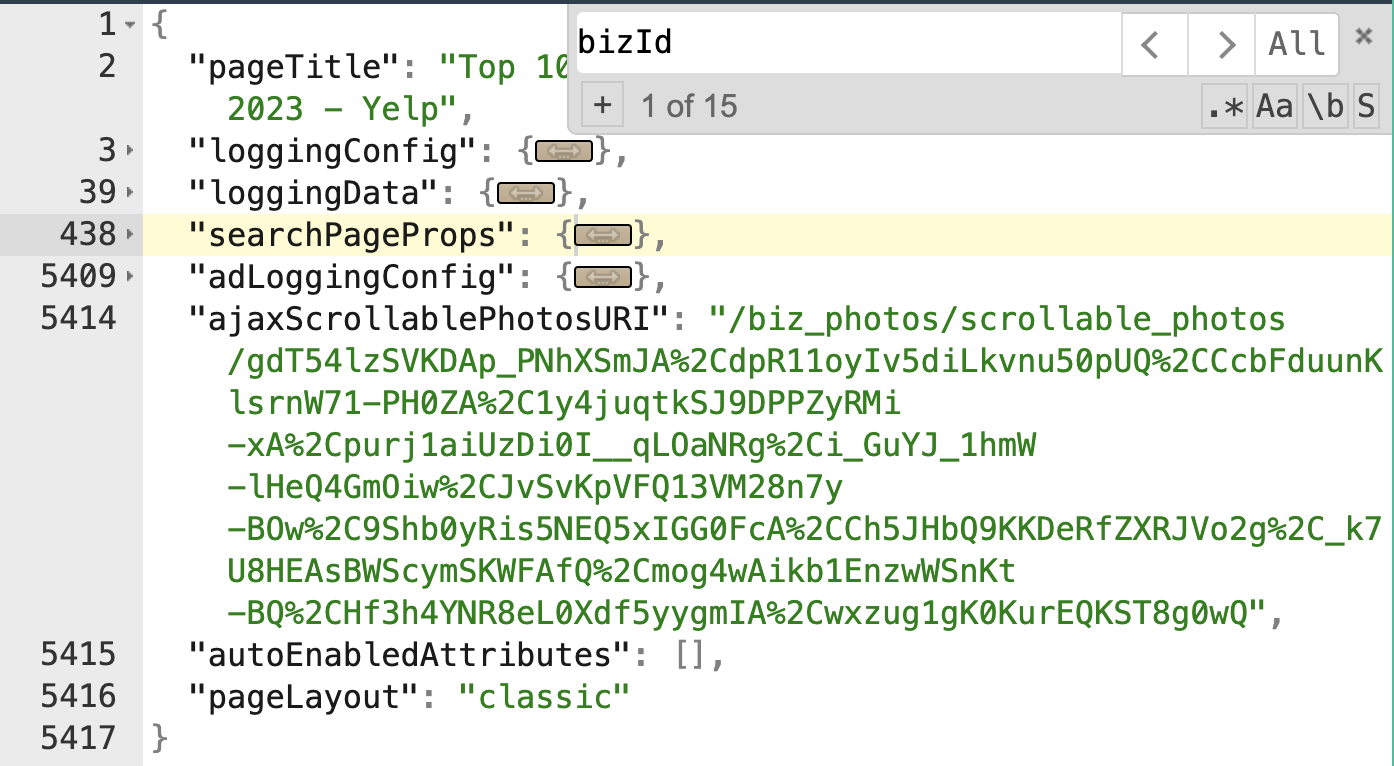 bizId
< > All ×
+ 1 of 15 .* Aa \b S
1 {
2 "pageTitle": "Top 10
2023 – Yelp",
3 "loggingConfig": {↔},
39 "loggingData": {↔},
438 "searchPageProps": {↔},
5409 "adLoggingConfig": {↔},
5414 "ajaxScrollablePhotosURI": "/biz_photos/scrollable_photos
/gdT54lzSVKDAp_PNhXSmJA%2CdpR11oyIv5diLkvnu50pUQ%2CCcbFduunK
lsrnW71-PH0ZA%2C1y4juqtkSJ9DPPZyRMi
-xA%2Cpurj1aiUzDi0I__qLOaNRg%2Ci_GuYJ_1hmW
-lHeQ4GmOiw%2CJvSvKpVFQ13VM28n7y
-BOw%2C9Shb0yRis5NEQ5xIGG0FcA%2CCh5JHbQ9KKDeRfZXRJVo2g%2C_k7
U8HEAsBWScymSKWFAfQ%2Cmog4wAikb1EnzwWSnKt
-BQ%2CHf3h4YNR8eL0Xdf5yygmIA%2Cwxzug1gK0KurEQKST8g0wQ",
5415 "autoEnabledAttributes": [],
5416 "pageLayout": "classic"
5417 }